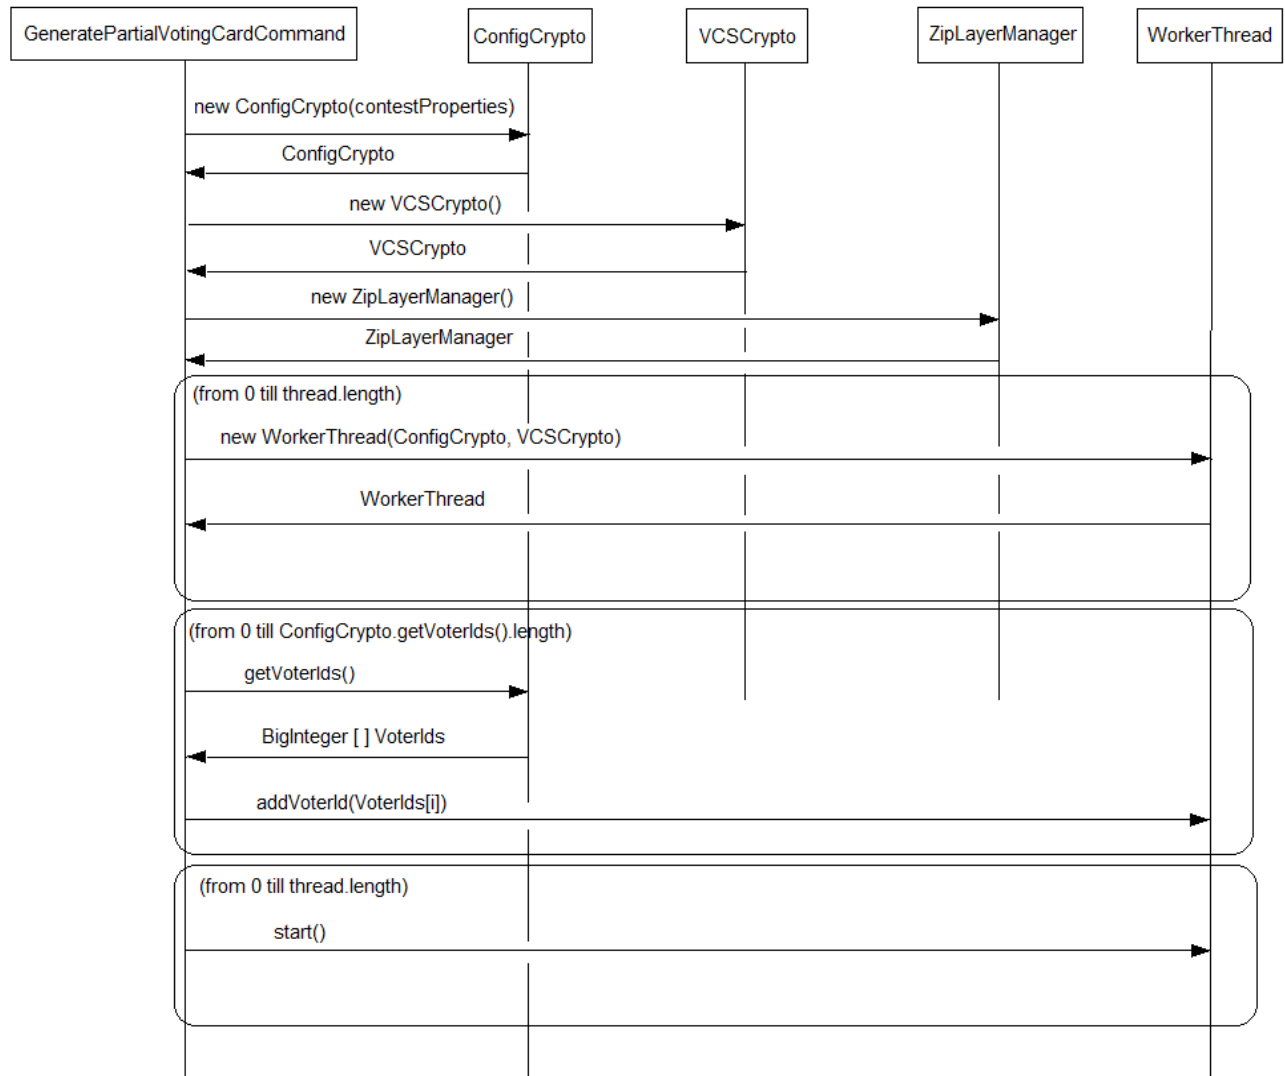 GeneratePartialVotingCardCommand
ConfigCrypto
VCSCrypto
ZipLayerManager
WorkerThread
new ConfigCrypto(contestProperties)
ConfigCrypto
new VCSCrypto()
VCSCrypto
new ZipLayerManager()
ZipLayerManager
(from 0 till thread.length)
new WorkerThread(ConfigCrypto, VCSCrypto)
WorkerThread
(from 0 till ConfigCrypto.getVoterIds().length)
getVoterIds()
BigInteger [ ] VoterIds
addVoterId(VoterIds[i])
(from 0 till thread.length)
start()